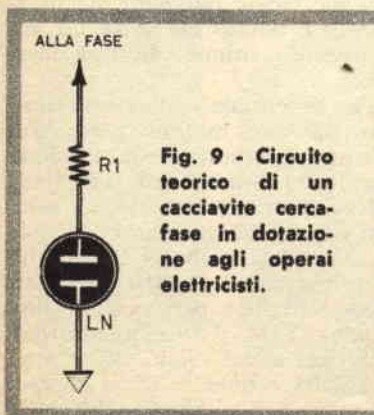 ALLA FASE
R1
Fig. 9 - Circuito
teorico di un
cacciavite cerca-
fase in dotazio-
ne agli operai
elettricisti.
LN